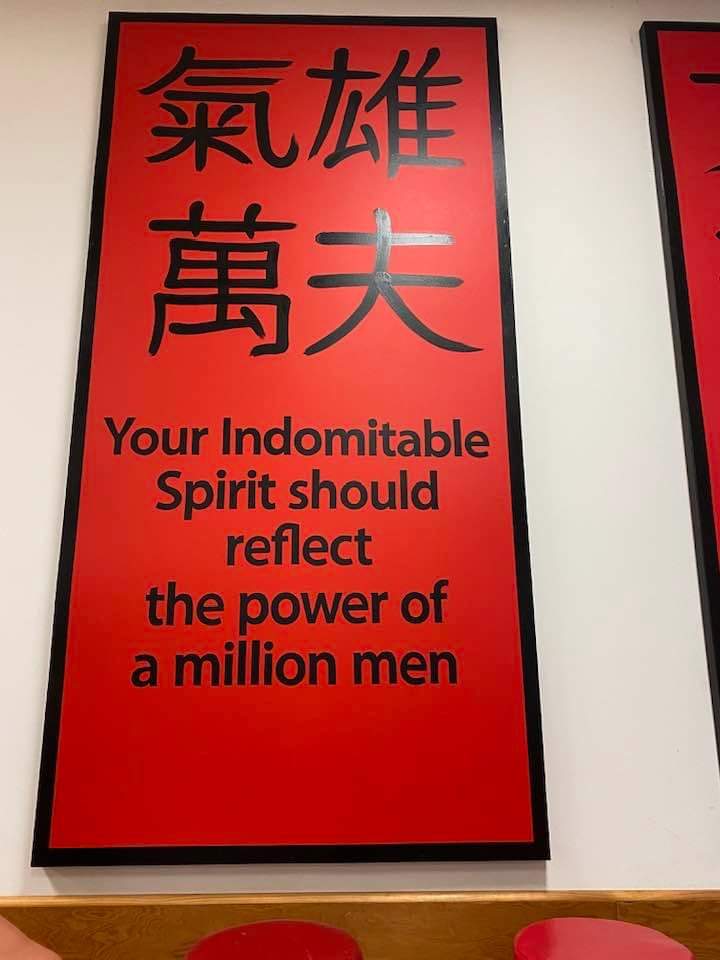 氣雄
萬夫
Your Indomitable
Spirit should
reflect
the power of
a million men